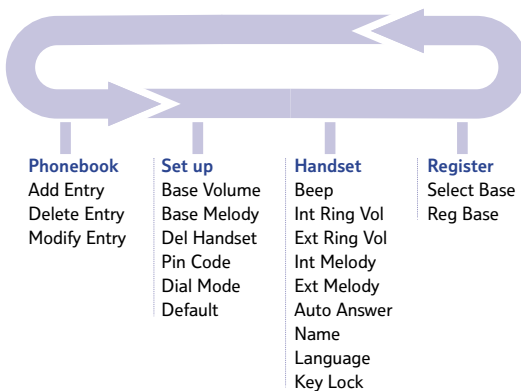 Phonebook
Add Entry
Delete Entry
Modify Entry
Set up
Base Volume
Base Melody
Del Handset
Pin Code
Dial Mode
Default
Handset
Beep
Int Ring Vol
Ext Ring Vol
Int Melody
Ext Melody
Auto Answer
Name
Language
Key Lock
Register
Select Base
Reg Base